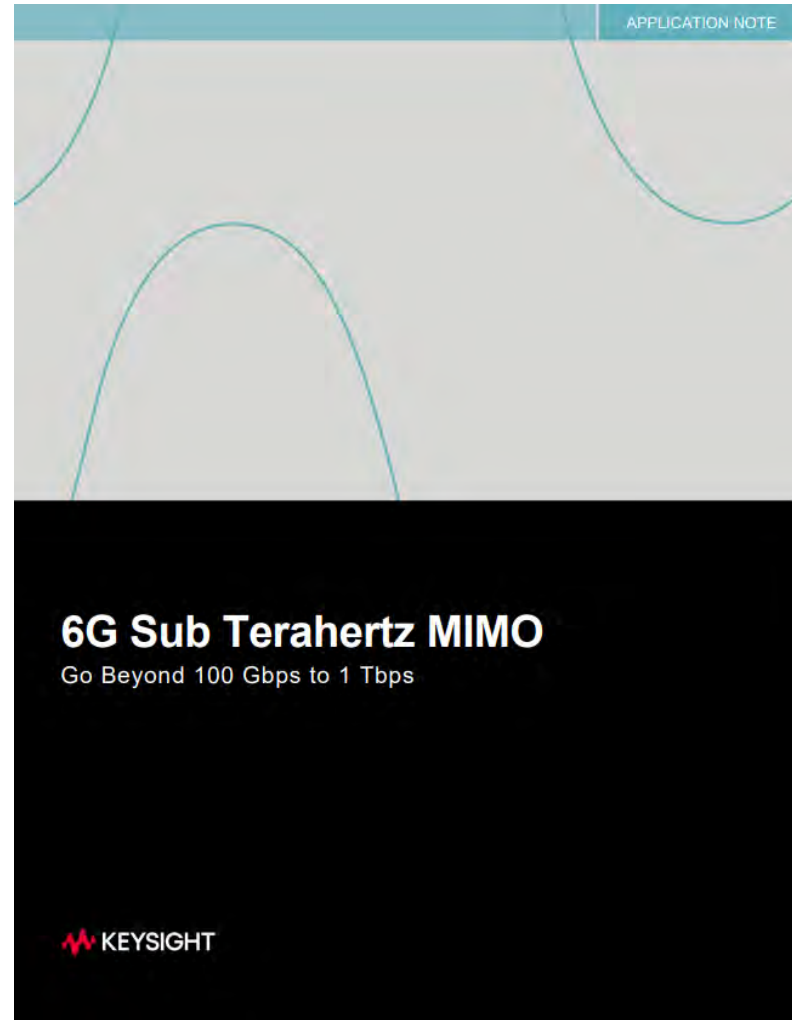 APPLICATION NOTE
6G Sub Terahertz MIMO
Go Beyond 100 Gbps to 1 Tbps
KEYSIGHT